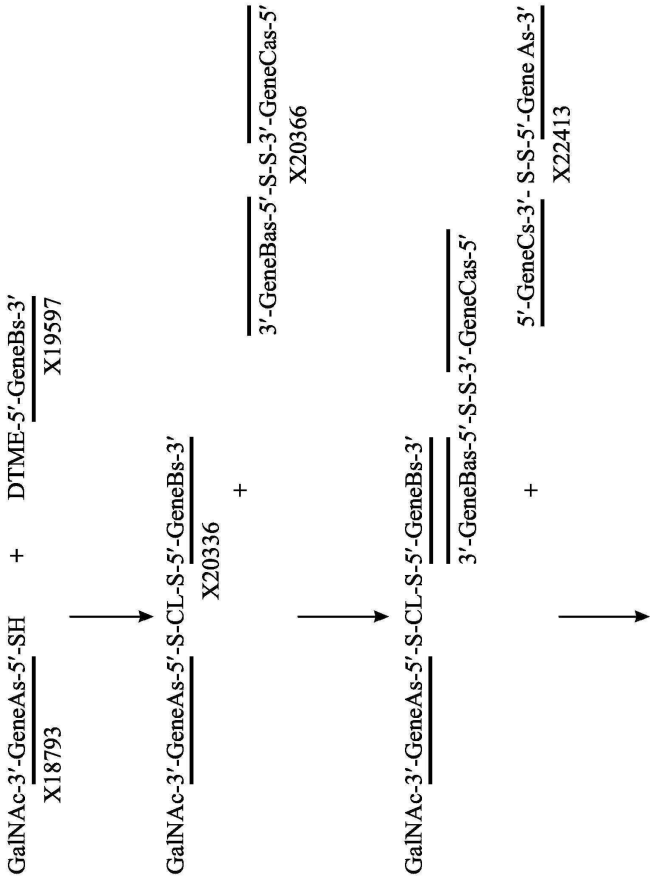 GalNAc-3′-GeneAs-5′-SH + DTME-5′-GeneBs-3′
X18793 X19597
GalNAc-3′-GeneAs-5′-S-CL-S-5′-GeneBs-3′
X20336
+
3′-GeneBas-5′-S-S-3′-GeneCas-5′
X20366
GalNAc-3′-GeneAs-5′-S-CL-S-5′-GeneBs-3′
3′-GeneBas-5′-S-S-3′-GeneCas-5′
+
5′-GeneCs-3′- S-S-5′-Gene As-3′
X22413